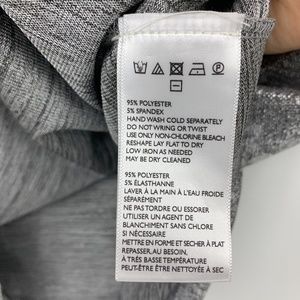 95% POLYESTER
5% SPANDEX
HAND WASH COLD SEPARATELY
DO NOT WRING OR TWIST
USE ONLY NON-CHLORINE BLEACH
RESHAPE LAY FLAT TO DRY
LOW IRON AS NEEDED
MAY BE DRY CLEANED
95% POLYESTER
5% ÉLASTHANNE
LAVER À LA MAIN À L'EAU FROIDE
SÉPARÉMENT
NE PAS TORDRE OU ESSORER
UTILISER UN AGENT DE
BLANCHIMENT SANS CHLORE
SI NÉCESSAIRE
METTRE EN FORME ET SÉCHER À PLAT
REPASSER, AU BESOIN,
À TRÈS BASSE TEMPÉRATURE
PEUT-ÊTRE ÊTRE NETTOYÉE À SEC